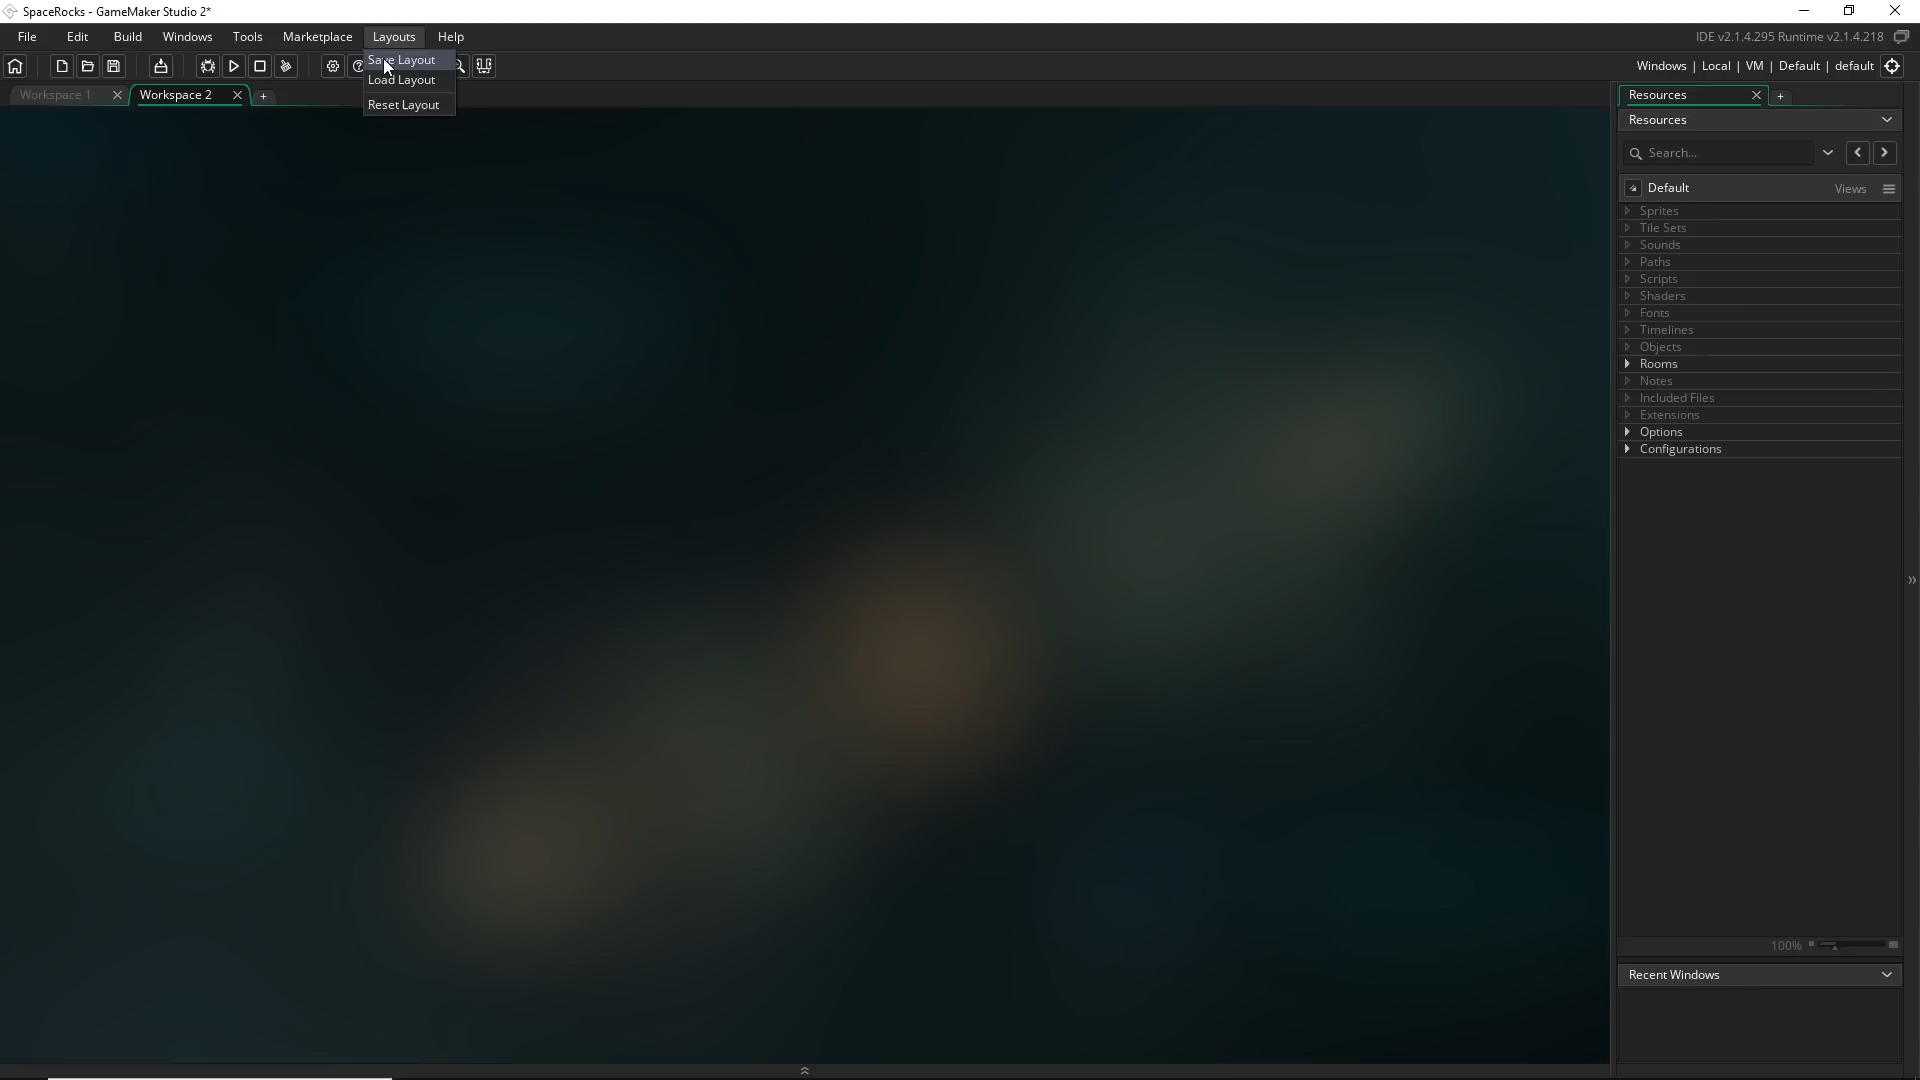 SpaceRocks - GameMaker Studio 2*
File Edit Build Windows Tools Marketplace Layouts Help
IDE v2.1.4.295 Runtime v2.1.4.218
Save Layout
Load Layout
Reset Layout
Windows | Local | VM | Default | default
Workspace 1
Workspace 2
Resources
Resources
Search...
Default Views
Sprites
Tile Sets
Sounds
Paths
Scripts
Shaders
Fonts
Timelines
Objects
Rooms
Notes
Included Files
Extensions
Options
Configurations
100%
Recent Windows